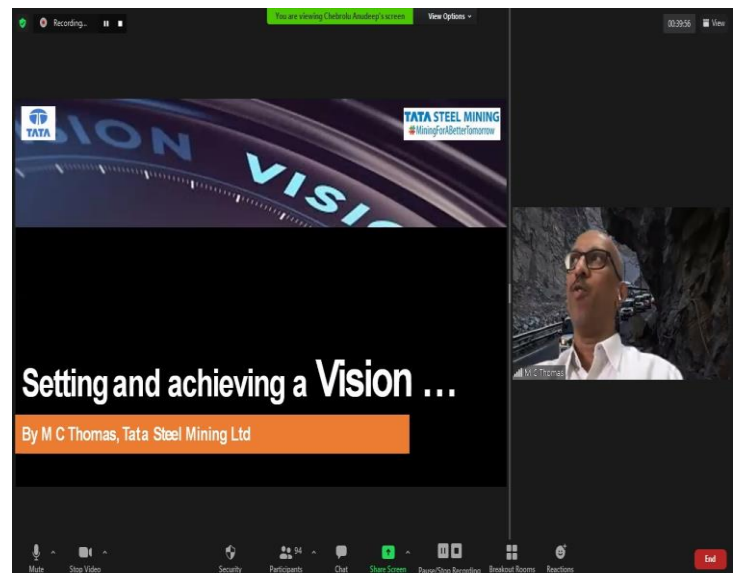 Recording...
You are viewing Chebrolu Anudeep's screen
View Options
00:39:56
View
TATA
TATA STEEL MINING
#MiningForABetterTomorrow
VISION
VISI
Setting and achieving a Vision ...
By M C Thomas, Tata Steel Mining Ltd
M C Thomas
Mute
Stop Video
Security
94
Participants
Chat
Share Screen
Pause/Stop Recording
Breakout Rooms
Reactions
End